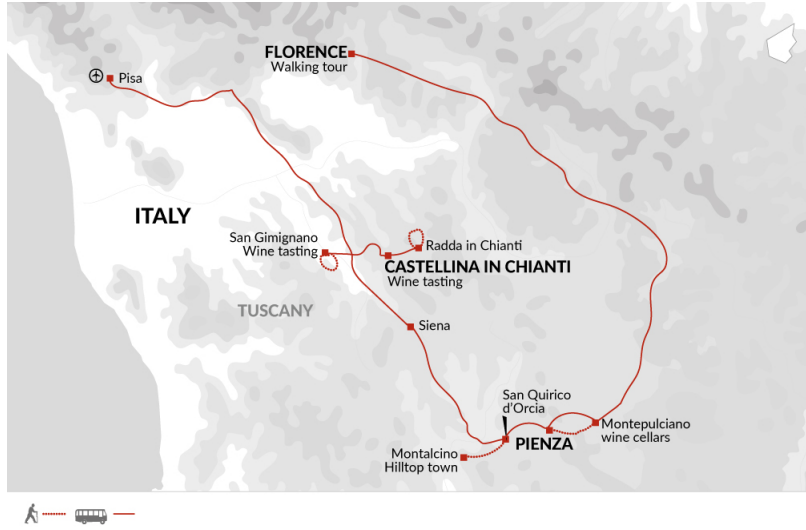 FLORENCE
Walking tour
Pisa
ITALY
San Gimignano
Wine tasting
Radda in Chianti
CASTELLINA IN CHIANTI
Wine tasting
TUSCANY
Siena
San Quirico
d'Orcia
Montepulciano
wine cellars
PIENZA
Montalcino
Hilltop town